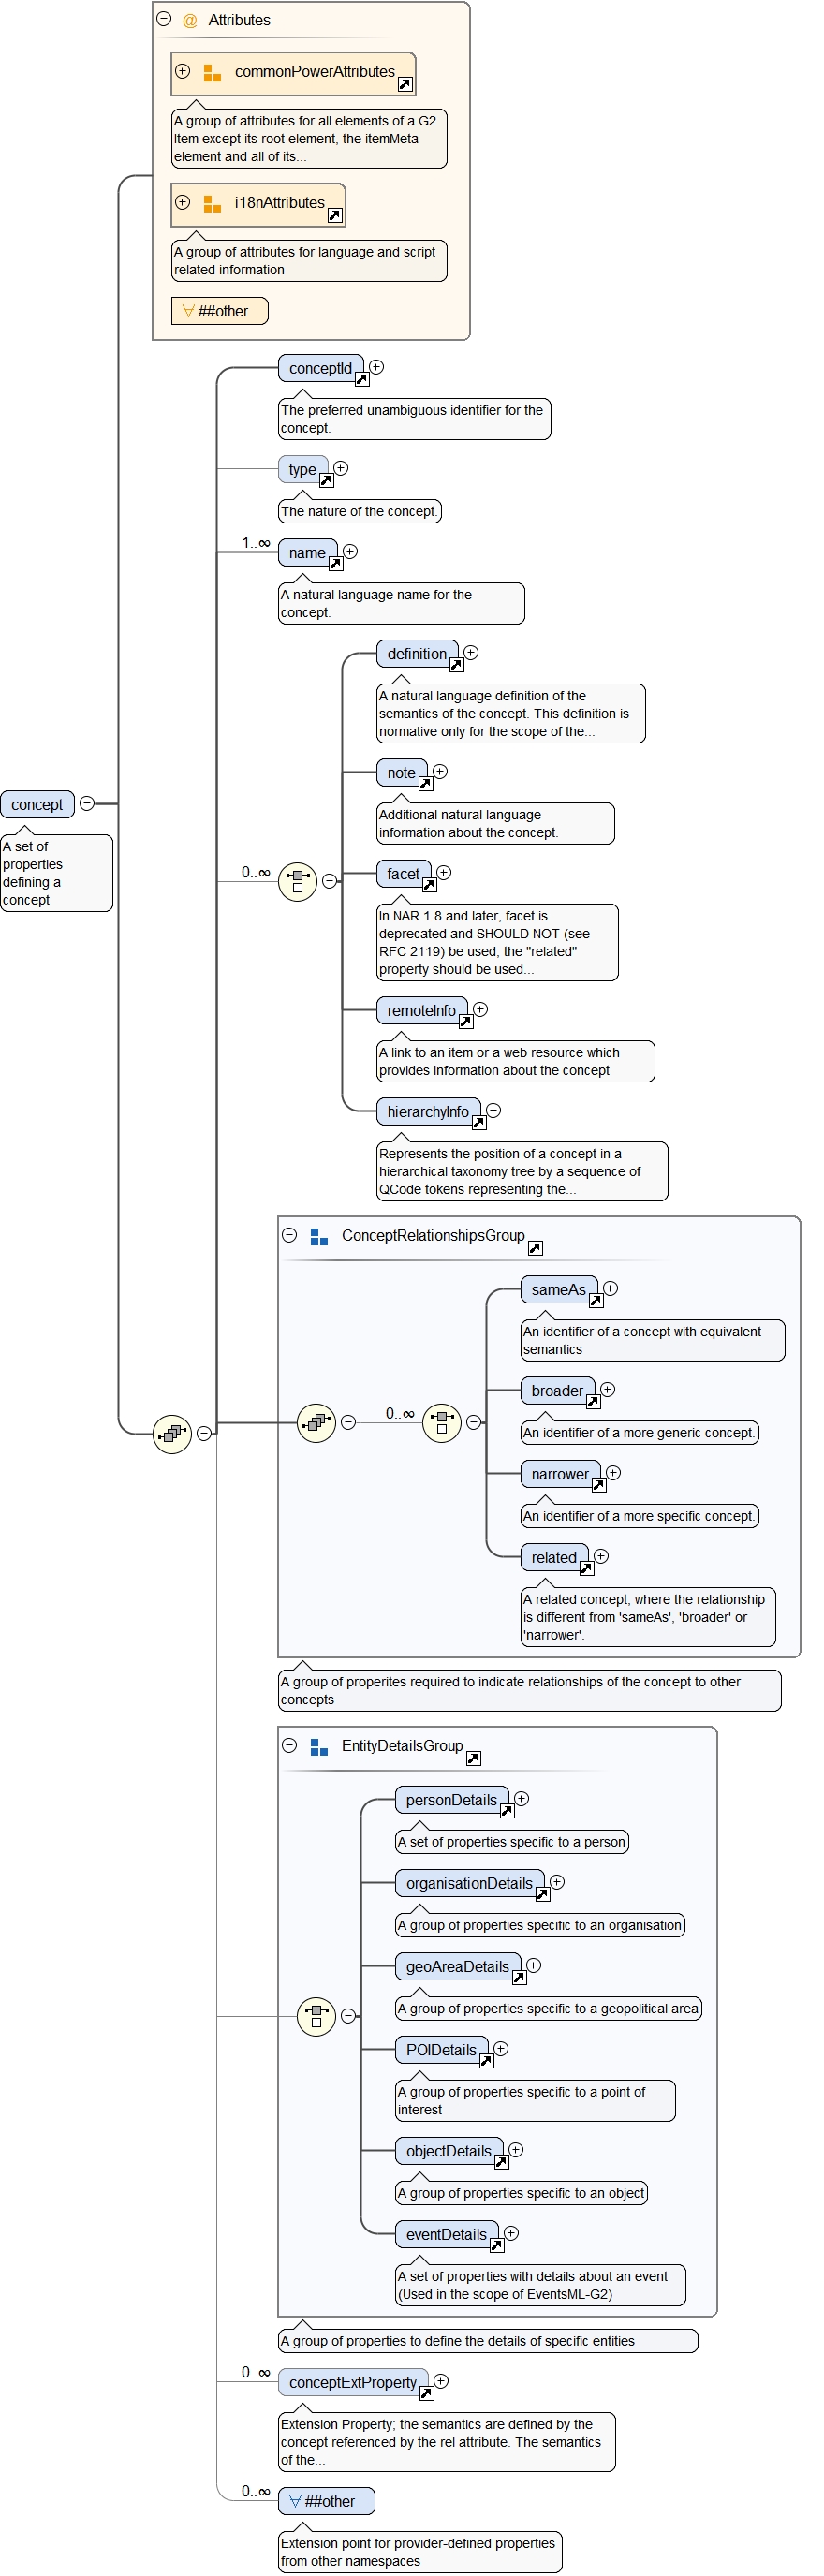 @ Attributes
commonPowerAttributes
A group of attributes for all elements of a G2
Item except its root element, the itemMeta
element and all of its...
i18nAttributes
A group of attributes for language and script
related information
##other
conceptId
The preferred unambiguous identifier for the
concept.
type
The nature of the concept.
1..∞
name
A natural language name for the
concept.
definition
A natural language definition of the
semantics of the concept. This definition is
normative only for the scope of the...
note
Additional natural language
information about the concept.
concept
A set of
properties
defining a
concept
0..∞
facet
In NAR 1.8 and later, facet is
deprecated and SHOULD NOT (see
RFC 2119) be used, the "related"
property should be used...
remoteInfo
A link to an item or a web resource which
provides information about the concept
hierarchyInfo
Represents the position of a concept in a
hierarchical taxonomy tree by a sequence of
QCode tokens representing the...
ConceptRelationshipsGroup
sameAs
An identifier of a concept with equivalent
semantics
broader
0..∞
An identifier of a more generic concept.
narrower
An identifier of a more specific concept.
related
A related concept, where the relationship
is different from 'sameAs', 'broader' or
'narrower'.
A group of properites required to indicate relationships of the concept to other
concepts
EntityDetailsGroup
personDetails
A set of properties specific to a person
organisationDetails
A group of properties specific to an organisation
geoAreaDetails
A group of properties specific to a geopolitical area
POIDetails
A group of properties specific to a point of
interest
objectDetails
A group of properties specific to an object
eventDetails
A set of properties with details about an event
(Used in the scope of EventsML-G2)
A group of properties to define the details of specific entities
0..∞
conceptExtProperty
Extension Property; the semantics are defined by the
concept referenced by the rel attribute. The semantics
of the...
0..∞
##other
Extension point for provider-defined properties
from other namespaces